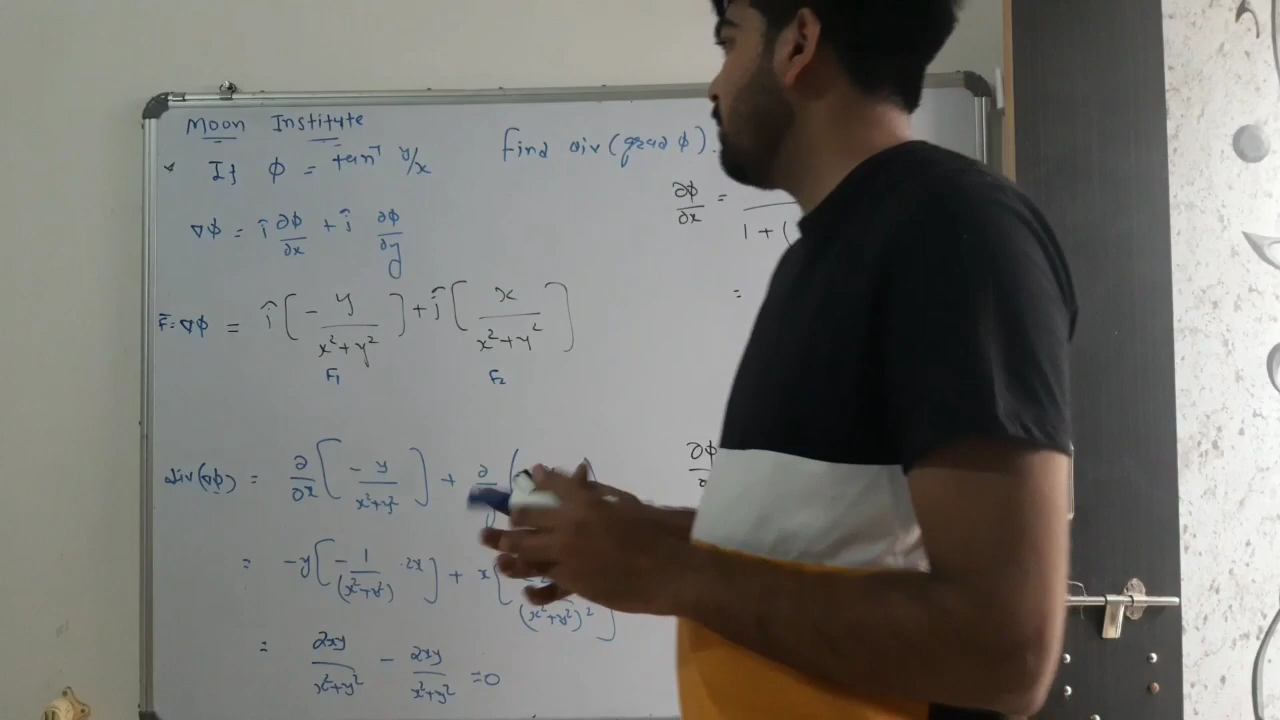 Moon Institute
* If ϕ = tan⁻¹ y/x find div(grad ϕ).
∇ϕ = î ∂ϕ/∂x + ĵ ∂ϕ/∂y
F̄ = ∇ϕ = î [ - y/(x²+y²) ] + ĵ [ x/(x²+y²) ]
F₁ F₂
div(∇ϕ) = ∂/∂x [ - y/(x²+y²) ] + ∂
= -y [ - 1/(x²+y²) · 2x ] + x [ (x²+y²)² ]
= 2xy/(x²+y²) - 2xy/(x²+y²) = 0
∂ϕ/∂x = 1 + (
=
∂ϕ